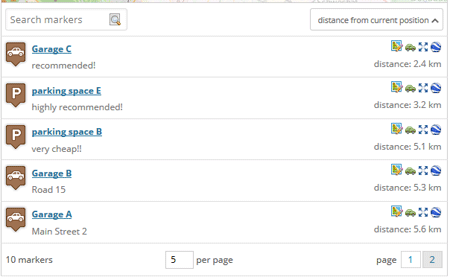 Search markers
distance from current position
Garage C
recommended!
distance: 2.4 km
P
parking space E
highly recommended!
distance: 3.2 km
P
parking space B
very cheap!!
distance: 5.1 km
Garage B
Road 15
distance: 5.3 km
Garage A
Main Street 2
distance: 5.6 km
10 markers 5 per page page 1 2